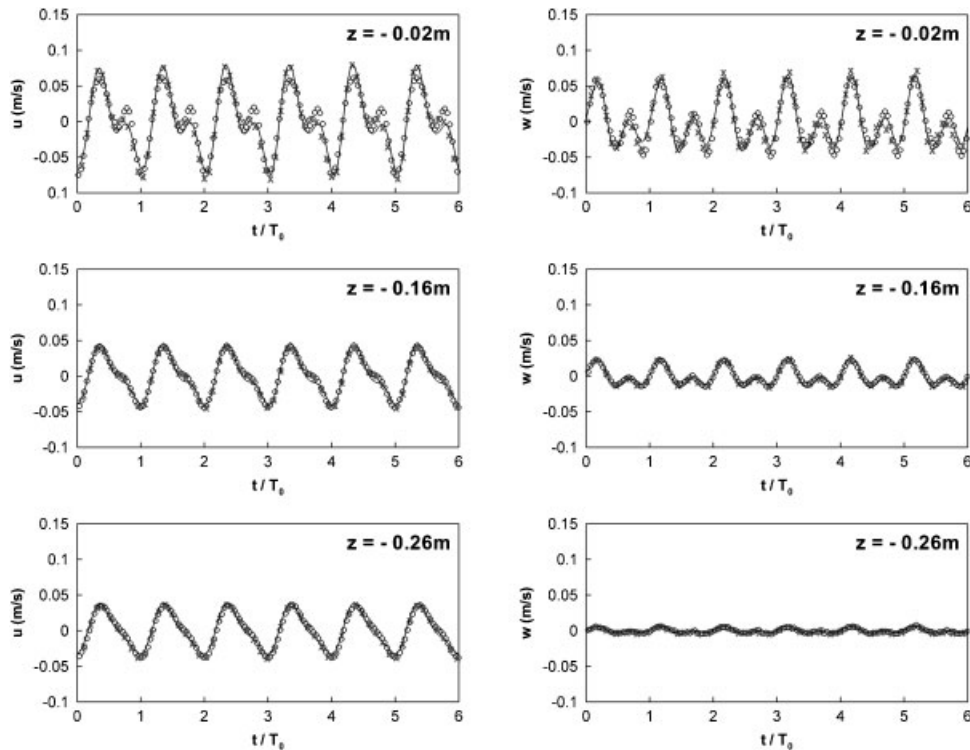 0.15
0.1
0.05
0
-0.05
0.1
u (m/s)
z = - 0.02m
0 1 2 3 4 5 6
t / T0
0.15
0.1
0.05
0
-0.05
-0.1
w (m/s)
z = - 0.02m
0 1 2 3 4 5 6
t / T0
0.15
0.1
0.05
0
-0.05
-0.1
u (m/s)
z = - 0.16m
0 1 2 3 4 5 6
t / T0
0.15
0.1
0.05
0
-0.05
-0.1
w (m/s)
z = - 0.16m
0 1 2 3 4 5 6
t / T0
0.15
0.1
0.05
0
-0.05
-0.1
u (m/s)
z = - 0.26m
0 1 2 3 4 5 6
t / T0
0.15
0.1
0.05
0
-0.05
-0.1
w (m/s)
z = - 0.26m
0 1 2 3 4 5 6
t / T0